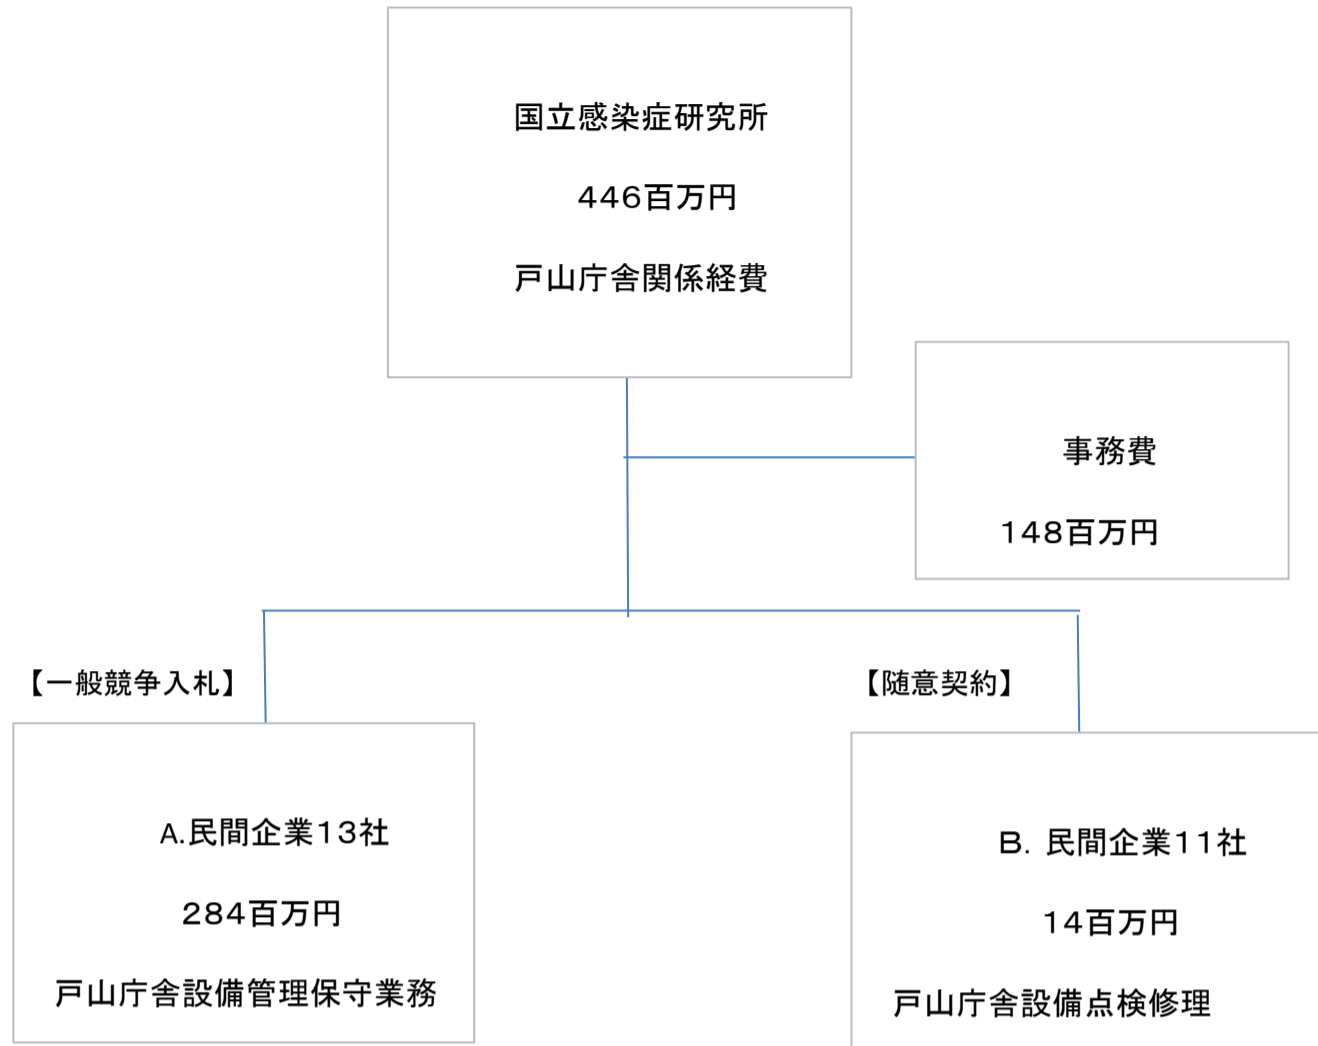 国立感染症研究所
446百万円
戸山庁舎関係経費
事務費
148百万円
【一般競争入札】
【随意契約】
A.民間企業13社
284百万円
戸山庁舎設備管理保守業務
B. 民間企業11社
14百万円
戸山庁舎設備点検修理